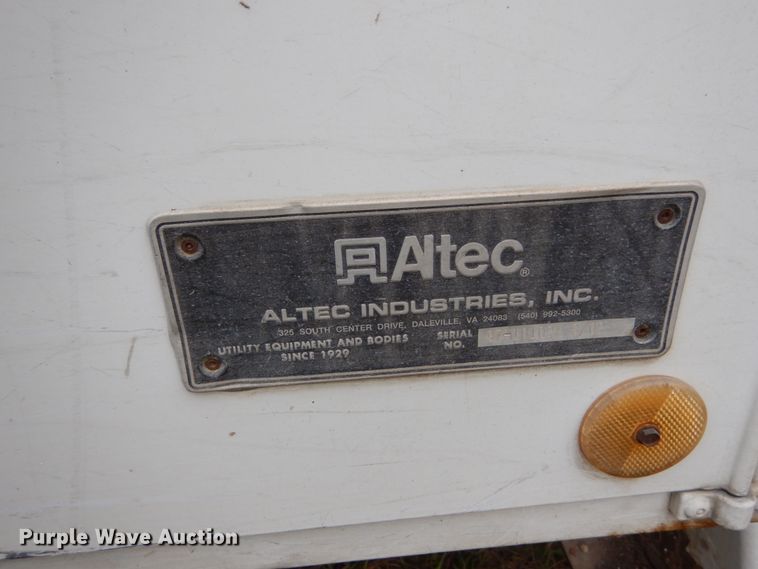 Altec®
ALTEC INDUSTRIES, INC.
325 SOUTH CENTER DRIVE, DALEVILLE, VA 24083 (540) 992-5300
UTILITY EQUIPMENT AND BODIES SERIAL
SINCE 1929 NO.
Purple Wave Auction